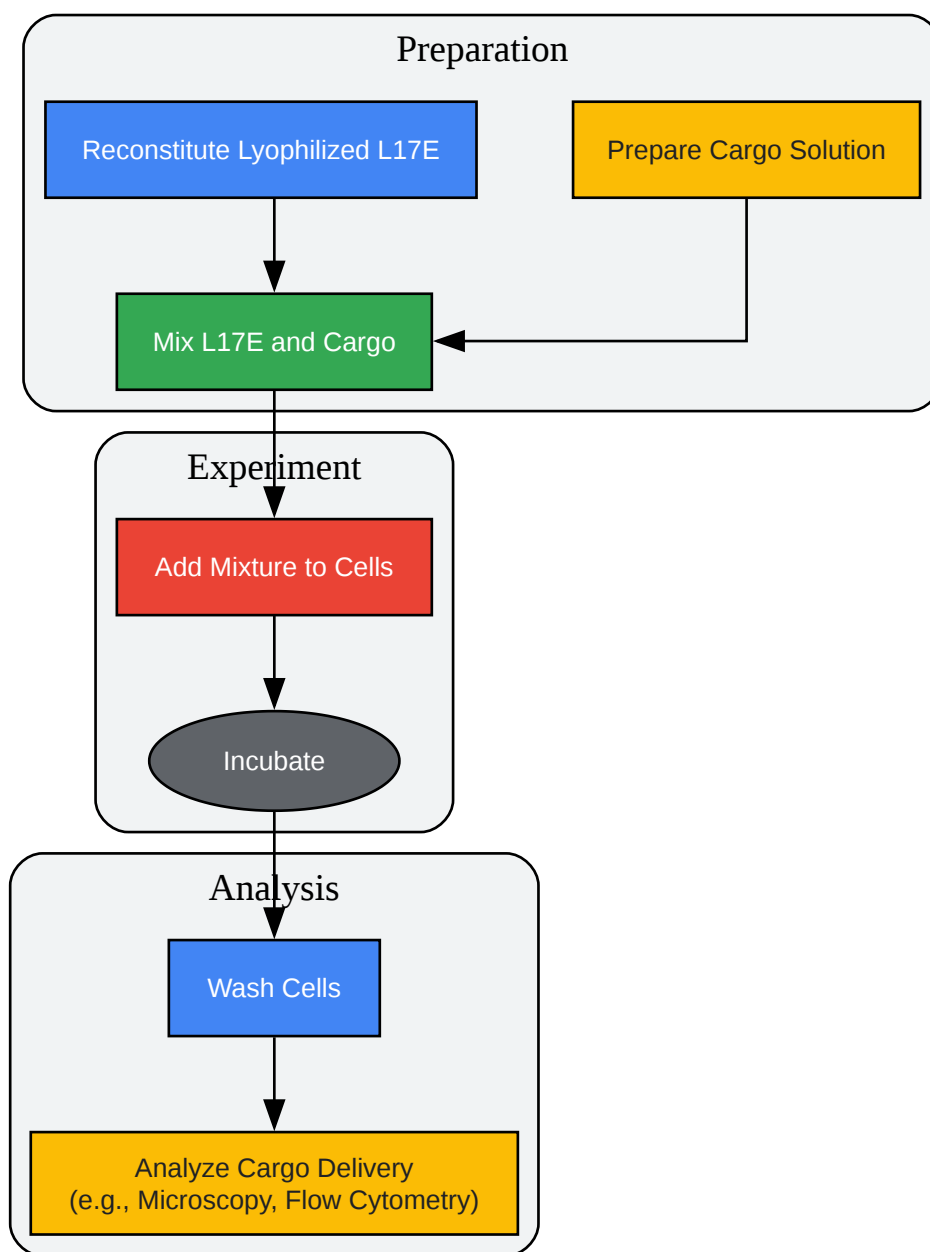 Preparation
Reconstitute Lyophilized L17E
Prepare Cargo Solution
Mix L17E and Cargo
Experiment
Add Mixture to Cells
Incubate
Analysis
Wash Cells
Analyze Cargo Delivery
(e.g., Microscopy, Flow Cytometry)